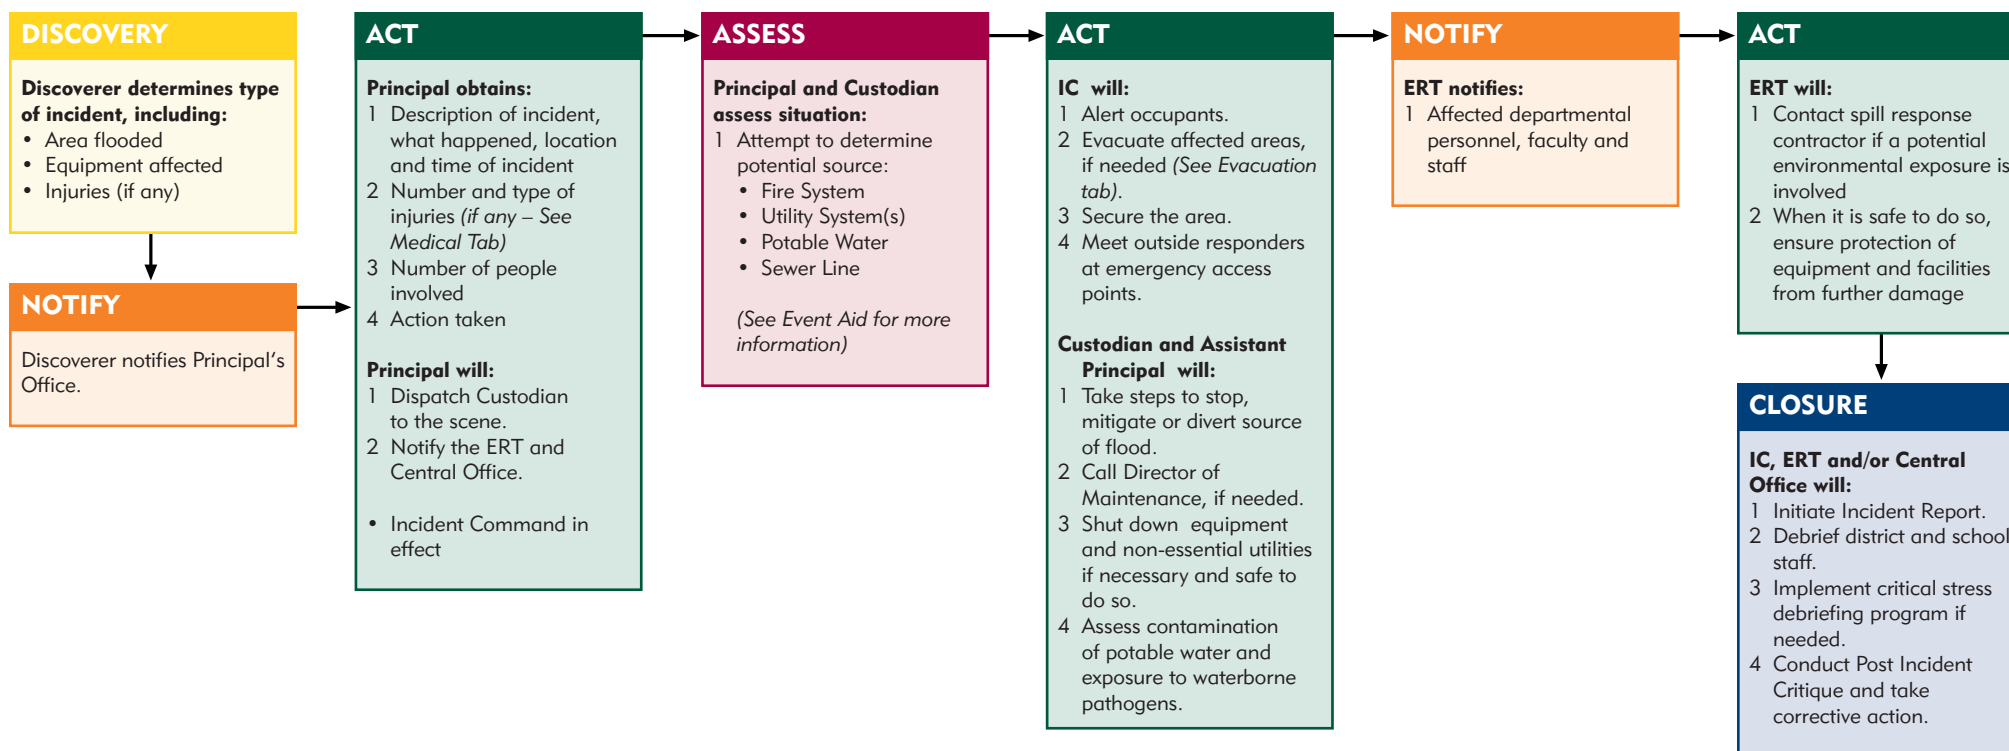 DISCOVERY
Discoverer determines type
of incident, including:
• Area flooded
• Equipment affected
• Injuries (if any)
NOTIFY
Discoverer notifies Principal's
Office.
ACT
Principal obtains:
1 Description of incident,
what happened, location
and time of incident
2 Number and type of
injuries (if any – See
Medical Tab)
3 Number of people
involved
4 Action taken
Principal will:
1 Dispatch Custodian
to the scene.
2 Notify the ERT and
Central Office.
• Incident Command in
effect
ASSESS
Principal and Custodian
assess situation:
1 Attempt to determine
potential source:
• Fire System
• Utility System(s)
• Potable Water
• Sewer Line
(See Event Aid for more
information)
ACT
IC will:
1 Alert occupants.
2 Evacuate affected areas,
if needed (See Evacuation
tab).
3 Secure the area.
4 Meet outside responders
at emergency access
points.
Custodian and Assistant
Principal will:
1 Take steps to stop,
mitigate or divert source
of flood.
2 Call Director of
Maintenance, if needed.
3 Shut down equipment
and non-essential utilities
if necessary and safe to
do so.
4 Assess contamination
of potable water and
exposure to waterborne
pathogens.
NOTIFY
ERT notifies:
1 Affected departmental
personnel, faculty and
staff
ACT
ERT will:
1 Contact spill response
contractor if a potential
environmental exposure is
involved
2 When it is safe to do so,
ensure protection of
equipment and facilities
from further damage
CLOSURE
IC, ERT and/or Central
Office will:
1 Initiate Incident Report.
2 Debrief district and school
staff.
3 Implement critical stress
debriefing program if
needed.
4 Conduct Post Incident
Critique and take
corrective action.